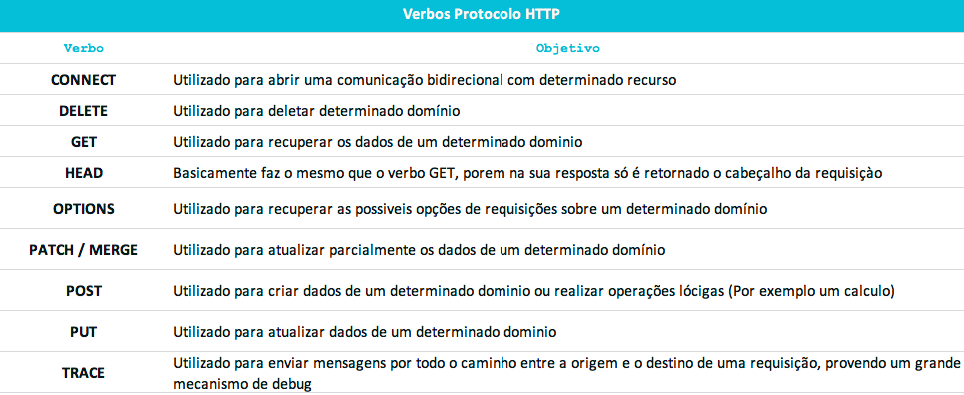 Verbos Protocolo HTTP
Verbo Objetivo
CONNECT Utilizado para abrir uma comunicação bidirecional com determinado recurso
DELETE Utilizado para deletar determinado domínio
GET Utilizado para recuperar os dados de um determinado dominio
HEAD Basicamente faz o mesmo que o verbo GET, porem na sua resposta só é retornado o cabeçalho da requisiçào
OPTIONS Utilizado para recuperar as possiveis opções de requisições sobre um determinado domínio
PATCH / MERGE Utilizado para atualizar parcialmente os dados de um determinado domínio
POST Utilizado para criar dados de um determinado dominio ou realizar operações lócigas (Por exemplo um calculo)
PUT Utilizado para atualizar dados de um determinado dominio
TRACE Utilizado para enviar mensagens por todo o caminho entre a origem e o destino de uma requisição, provendo um grande
mecanismo de debug